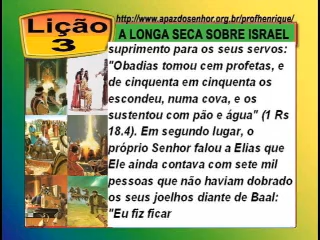 Lição
3
http://www.apazdosenhor.org.br/profhenrique/
A LONGA SECA SOBRE ISRAEL
suprimento para os seus servos:
"Obadias tomou cem profetas, e
de cinquenta em cinquenta os
escondeu, numa cova, e os
sustentou com pão e água" (1 Rs
18.4). Em segundo lugar, o
próprio Senhor falou a Elias que
Ele ainda contava com sete mil
pessoas que não haviam dobrado
os seus joelhos diante de Baal:
"Eu fiz ficar